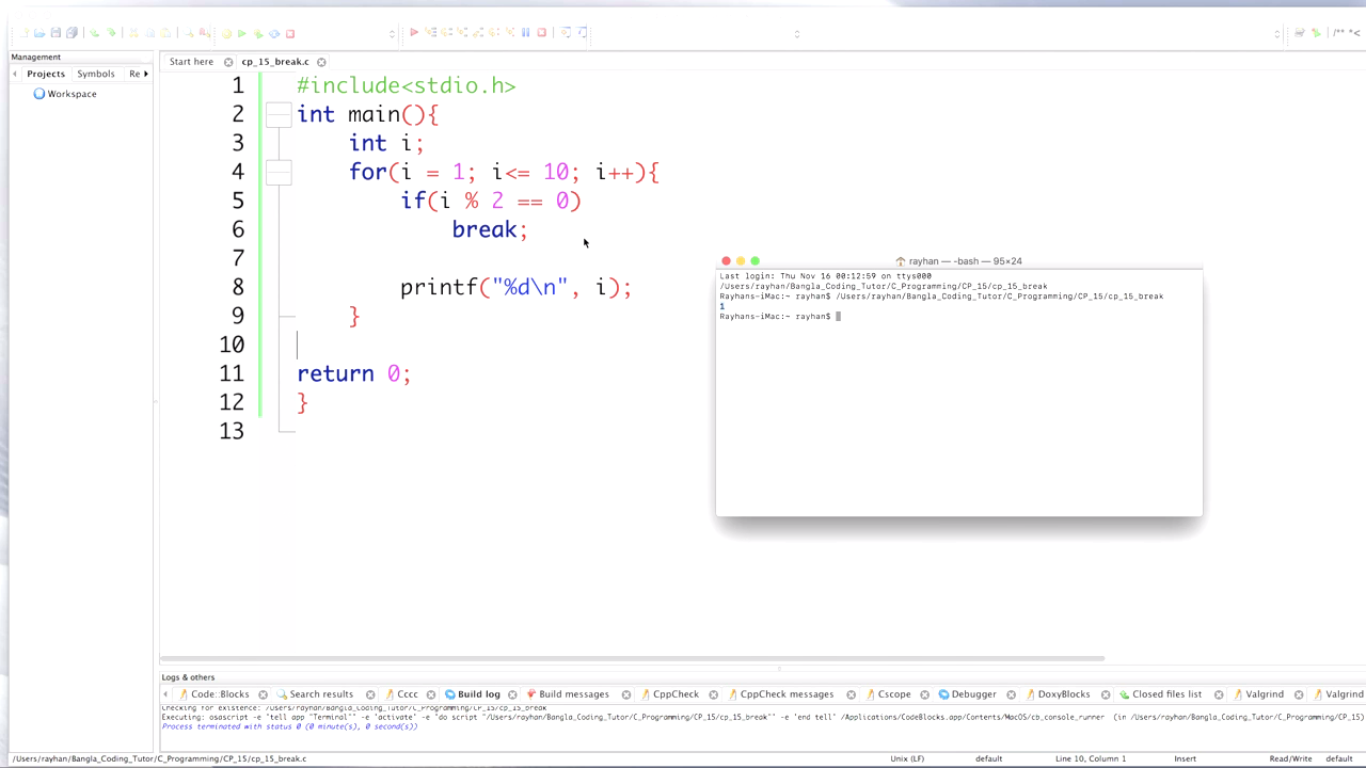 Management
Projects Symbols Re
Workspace
Start here cp_15_break.c
/** *<
1 #include<stdio.h>
2 int main(){
3 int i;
4 for(i = 1; i<= 10; i++){
5 if(i % 2 == 0)
6 break;
7
8 printf("%d\n", i);
9 }
10
11 return 0;
12 }
13
rayhan — -bash — 95×24
Last login: Thu Nov 16 00:12:59 on ttys000
/Users/rayhan/Bangla_Coding_Tutor/C_Programming/CP_15/cp_15_break
Rayhans-iMac:~ rayhan$ /Users/rayhan/Bangla_Coding_Tutor/C_Programming/CP_15/cp_15_break
1
Rayhans-iMac:~ rayhan$
Logs & others
Code::Blocks Search results Cccc Build log Build messages CppCheck CppCheck messages Cscope Debugger DoxyBlocks Closed files list Valgrind Valgrind
Checking for existence: /Users/rayhan/Bangla_Coding_Tutor/C_Programming/CP_15/cp_15_break
Executing: osascript -e 'tell app "Terminal"' -e 'activate' -e 'do script "/Users/rayhan/Bangla_Coding_Tutor/C_Programming/CP_15/cp_15_break"' -e 'end tell' /Applications/CodeBlocks.app/Contents/MacOS/cb_console_runner (in /Users/rayhan/Bangla_Coding_Tutor/C_Programming/CP_15)
Process terminated with status 0 (0 minute(s), 0 second(s))
/Users/rayhan/Bangla_Coding_Tutor/C_Programming/CP_15/cp_15_break.c Unix (LF) default Line 10, Column 1 Insert Read/Write default